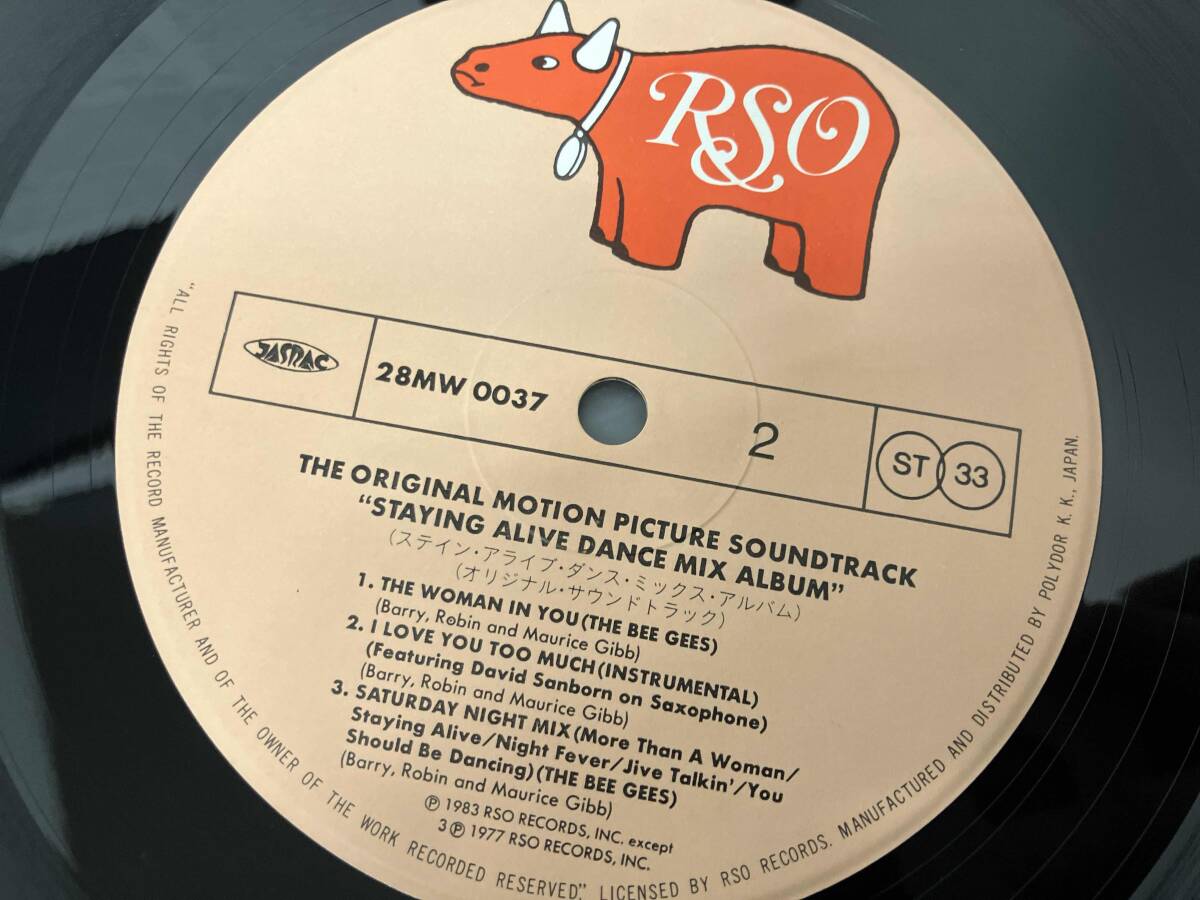 RSO
JASRAC
28MW 0037
2
ST 33
THE ORIGINAL MOTION PICTURE SOUNDTRACK
“STAYING ALIVE DANCE MIX ALBUM”
(ステイン・アライブ・ダンス・ミックス・アルバム)
(オリジナル・サウンドトラック)
1. THE WOMAN IN YOU (THE BEE GEES)
(Barry, Robin and Maurice Gibb)
2. I LOVE YOU TOO MUCH (INSTRUMENTAL)
(Featuring David Sanborn on Saxophone)
(Barry, Robin and Maurice Gibb)
3. SATURDAY NIGHT MIX (More Than A Woman/
Staying Alive/Night Fever/Jive Talkin'/You
Should Be Dancing) (THE BEE GEES)
(Barry, Robin and Maurice Gibb)
℗ 1983 RSO RECORDS, INC. except
3 ℗ 1977 RSO RECORDS, INC.
“ALL RIGHTS OF THE RECORD MANUFACTURER AND OF THE OWNER OF THE WORK RECORDED RESERVED”. LICENSED BY RSO RECORDS. MANUFACTURED AND DISTRIBUTED BY POLYDOR K. K., JAPAN.